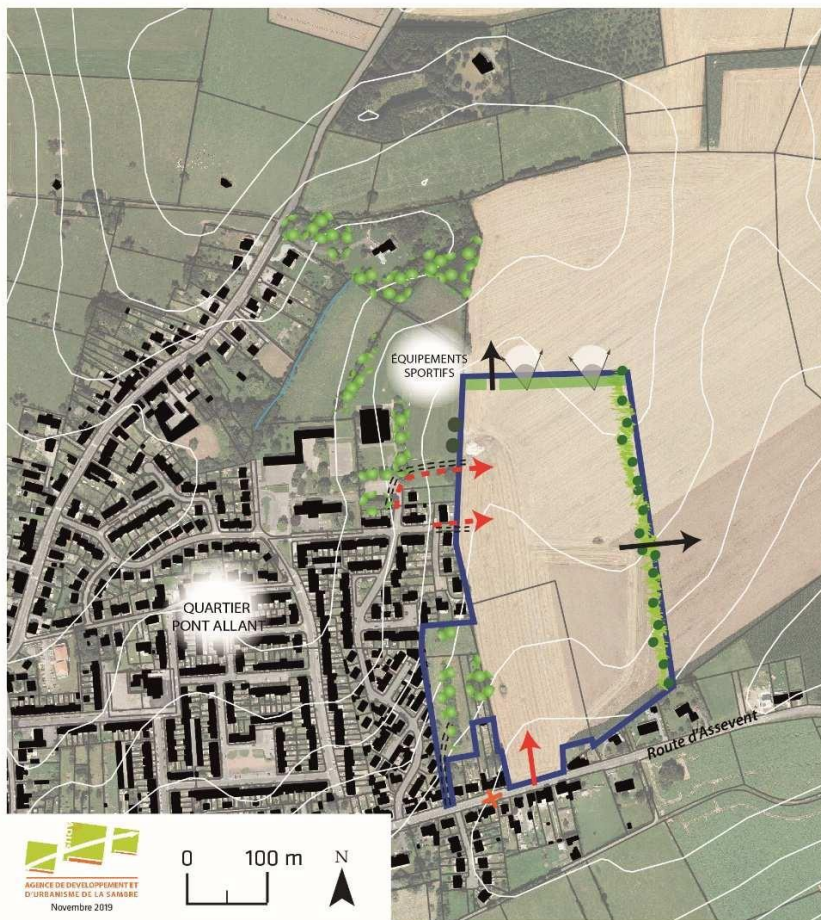 ÉQUIPEMENTS
SPORTIFS
QUARTIER
PONT ALLANT
Route d'Assevent
AGENCE DE DEVELOPPEMENT ET
D'URBANISME DE LA SAMBRE
Novembre 2019
0 100 m
N